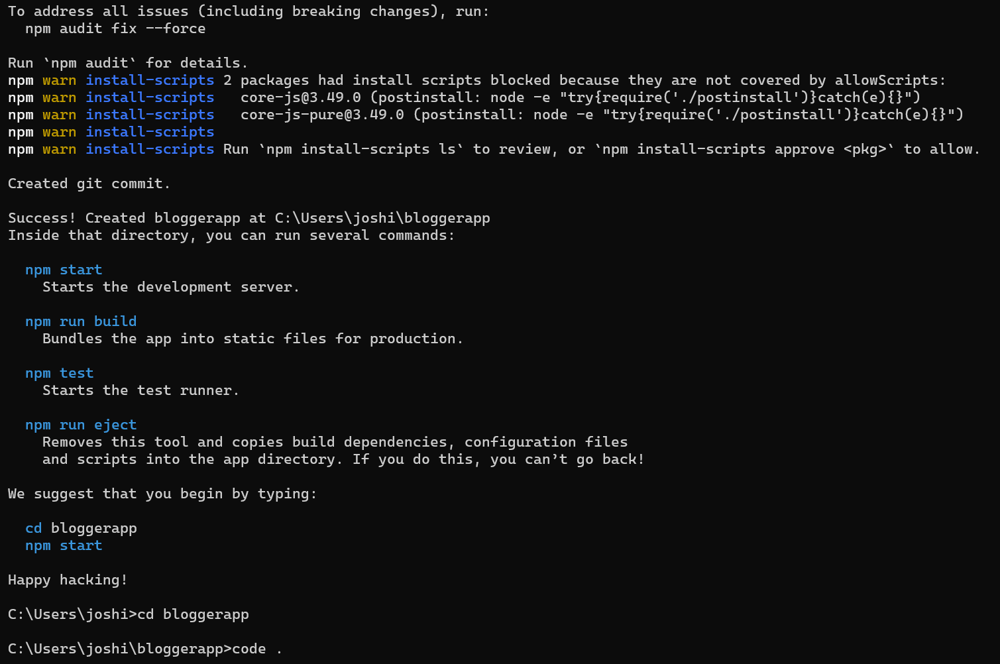 To address all issues (including breaking changes), run:
  npm audit fix --force

Run `npm audit` for details.
npm warn install-scripts 2 packages had install scripts blocked because they are not covered by allowScripts:
npm warn install-scripts   core-js@3.49.0 (postinstall: node -e "try{require('./postinstall')}catch(e){}")
npm warn install-scripts   core-js-pure@3.49.0 (postinstall: node -e "try{require('./postinstall')}catch(e){}")
npm warn install-scripts
npm warn install-scripts Run `npm install-scripts ls` to review, or `npm install-scripts approve <pkg>` to allow.

Created git commit.

Success! Created bloggerapp at C:\Users\joshi\bloggerapp
Inside that directory, you can run several commands:

  npm start
    Starts the development server.

  npm run build
    Bundles the app into static files for production.

  npm test
    Starts the test runner.

  npm run eject
    Removes this tool and copies build dependencies, configuration files
    and scripts into the app directory. If you do this, you can’t go back!

We suggest that you begin by typing:

  cd bloggerapp
  npm start

Happy hacking!

C:\Users\joshi>cd bloggerapp

C:\Users\joshi\bloggerapp>code .